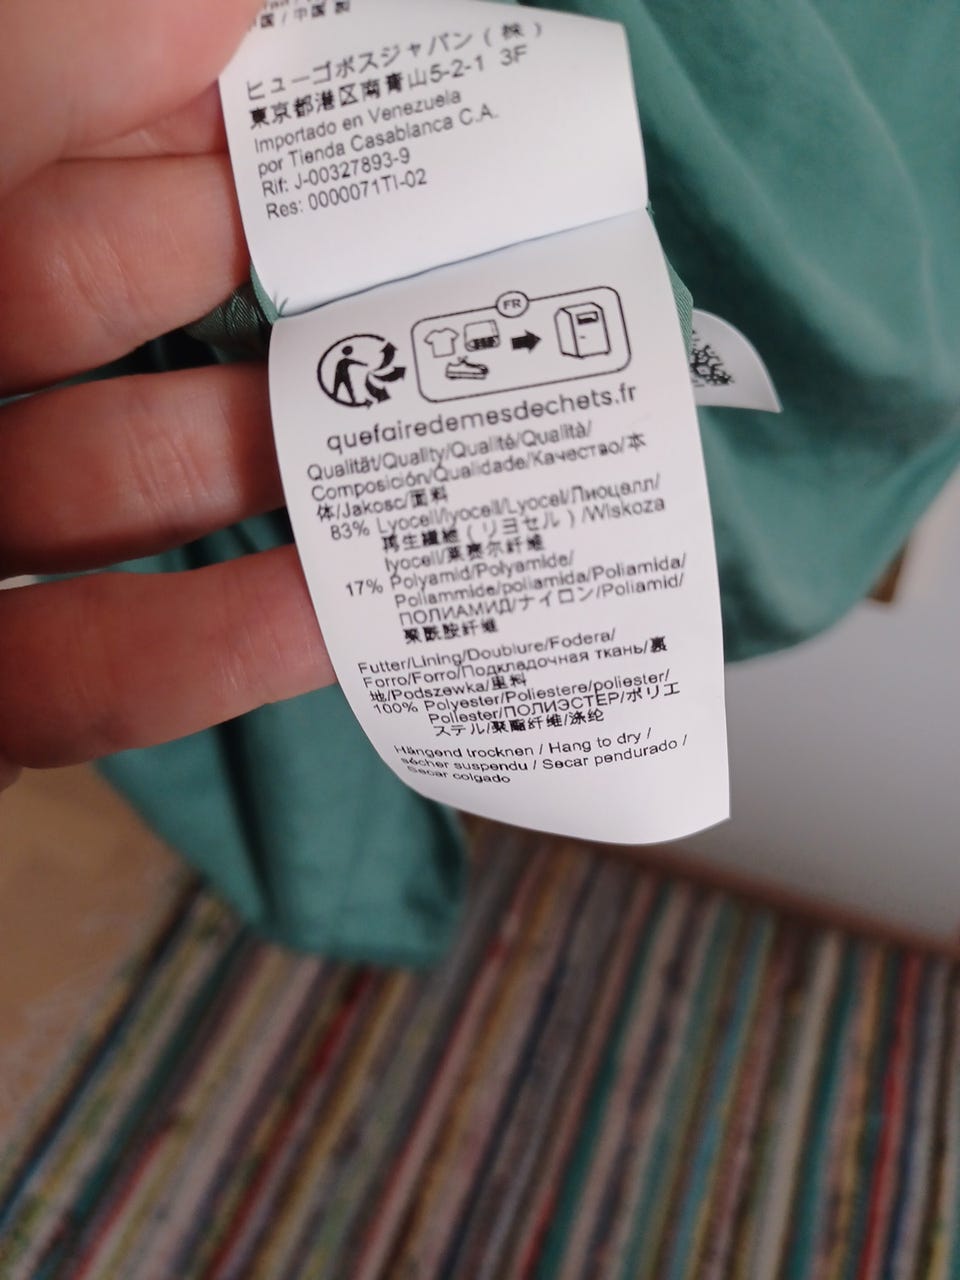 国 / 中国 製
ヒューゴボスジャパン ( 株 )
東京都港区南青山5-2-1 3F
Importado en Venezuela
por Tienda Casablanca C.A.
Rif: J-00327893-9
Res: 0000071TI-02
FR
quefairedemesdechets.fr
Qualität/Quality/Qualité/Qualità/
Composición/Qualidade/Качество/本
体/Jakosc/面料
83% Lyocell/lyocell/Lyocel/Лиоцелл/
再生繊維 ( リヨセル ) /Wiskoza
lyocell/莱赛尔纤维
17% Polyamid/Polyamide/
Poliammide/poliamida/Poliamida/
ПОЛИАМИД/ナイロン/Poliamid/
聚酰胺纤维
Futter/Lining/Doublure/Fodera/
Forro/Forro/Подкладочная ткань/裏
地/Podszewka/里料
100% Polyester/Poliestere/poliester/
Poliester/ПОЛИЭСТЕР/ポリエ
ステル/聚酯纤维/涤纶
Hängend trocknen / Hang to dry /
sécher suspendu / Secar pendurado /
Secar colgado